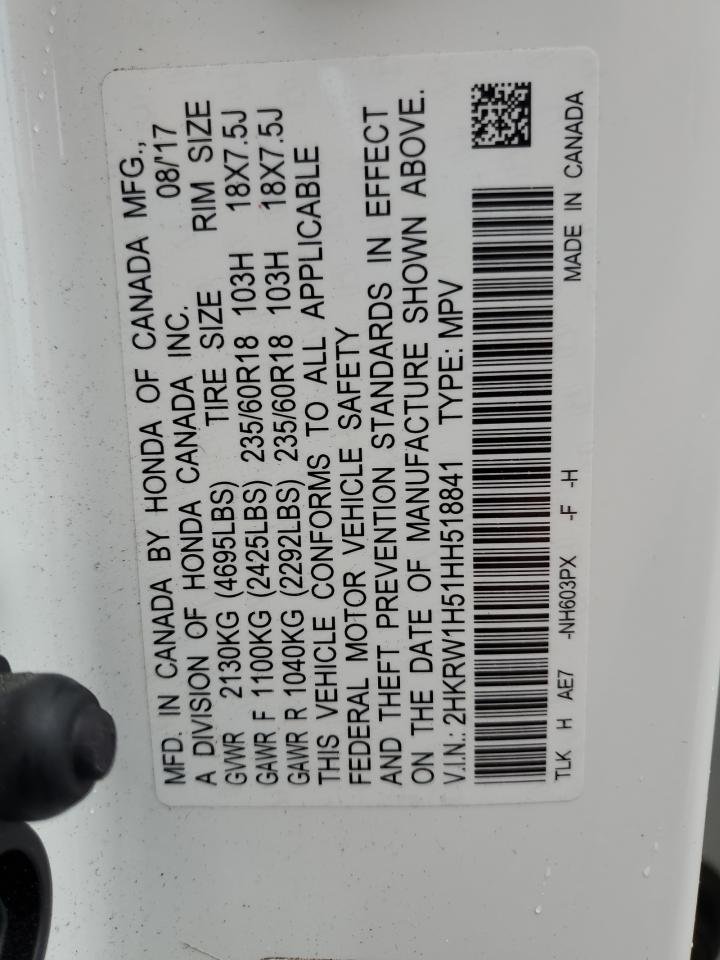 MFD. IN CANADA BY HONDA OF CANADA MFG.,
A DIVISION OF HONDA CANADA INC. 08/'17
GVWR 2130KG (4695LBS) TIRE SIZE RIM SIZE
GAWR F 1100KG (2425LBS) 235/60R18 103H 18X7.5J
GAWR R 1040KG (2292LBS) 235/60R18 103H 18X7.5J
THIS VEHICLE CONFORMS TO ALL APPLICABLE
FEDERAL MOTOR VEHICLE SAFETY
AND THEFT PREVENTION STANDARDS IN EFFECT
ON THE DATE OF MANUFACTURE SHOWN ABOVE.
V.I.N.: 2HKRW1H51HH518841 TYPE: MPV
TLK H AE7 -NH603PX -F -H MADE IN CANADA